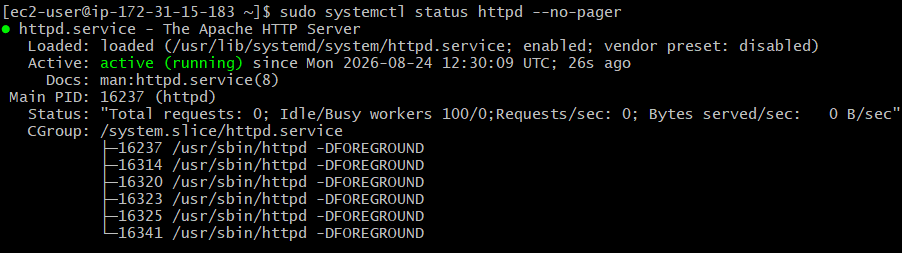 [ec2-user@ip-172-31-15-183 ~]$ sudo systemctl status httpd --no-pager
● httpd.service - The Apache HTTP Server
   Loaded: loaded (/usr/lib/systemd/system/httpd.service; enabled; vendor preset: disabled)
   Active: active (running) since Mon 2026-08-24 12:30:09 UTC; 26s ago
     Docs: man:httpd.service(8)
 Main PID: 16237 (httpd)
   Status: "Total requests: 0; Idle/Busy workers 100/0;Requests/sec: 0; Bytes served/sec:   0 B/sec"
   CGroup: /system.slice/httpd.service
           ├─16237 /usr/sbin/httpd -DFOREGROUND
           ├─16314 /usr/sbin/httpd -DFOREGROUND
           ├─16320 /usr/sbin/httpd -DFOREGROUND
           ├─16323 /usr/sbin/httpd -DFOREGROUND
           ├─16325 /usr/sbin/httpd -DFOREGROUND
           └─16341 /usr/sbin/httpd -DFOREGROUND